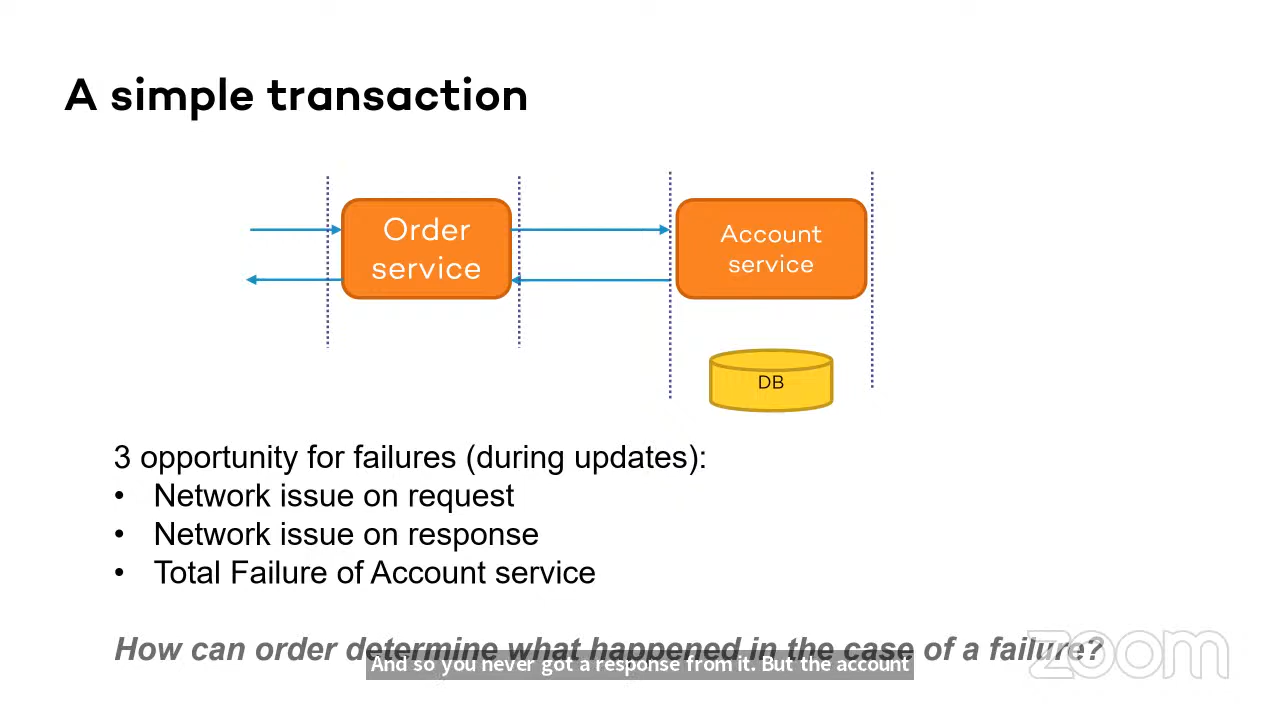 A simple transaction
Order
service
Account
service
DB
3 opportunity for failures (during updates):
• Network issue on request
• Network issue on response
• Total Failure of Account service
How can order determine what happened in the case of a failure?
And so you never got a response from it. But the account
zoom